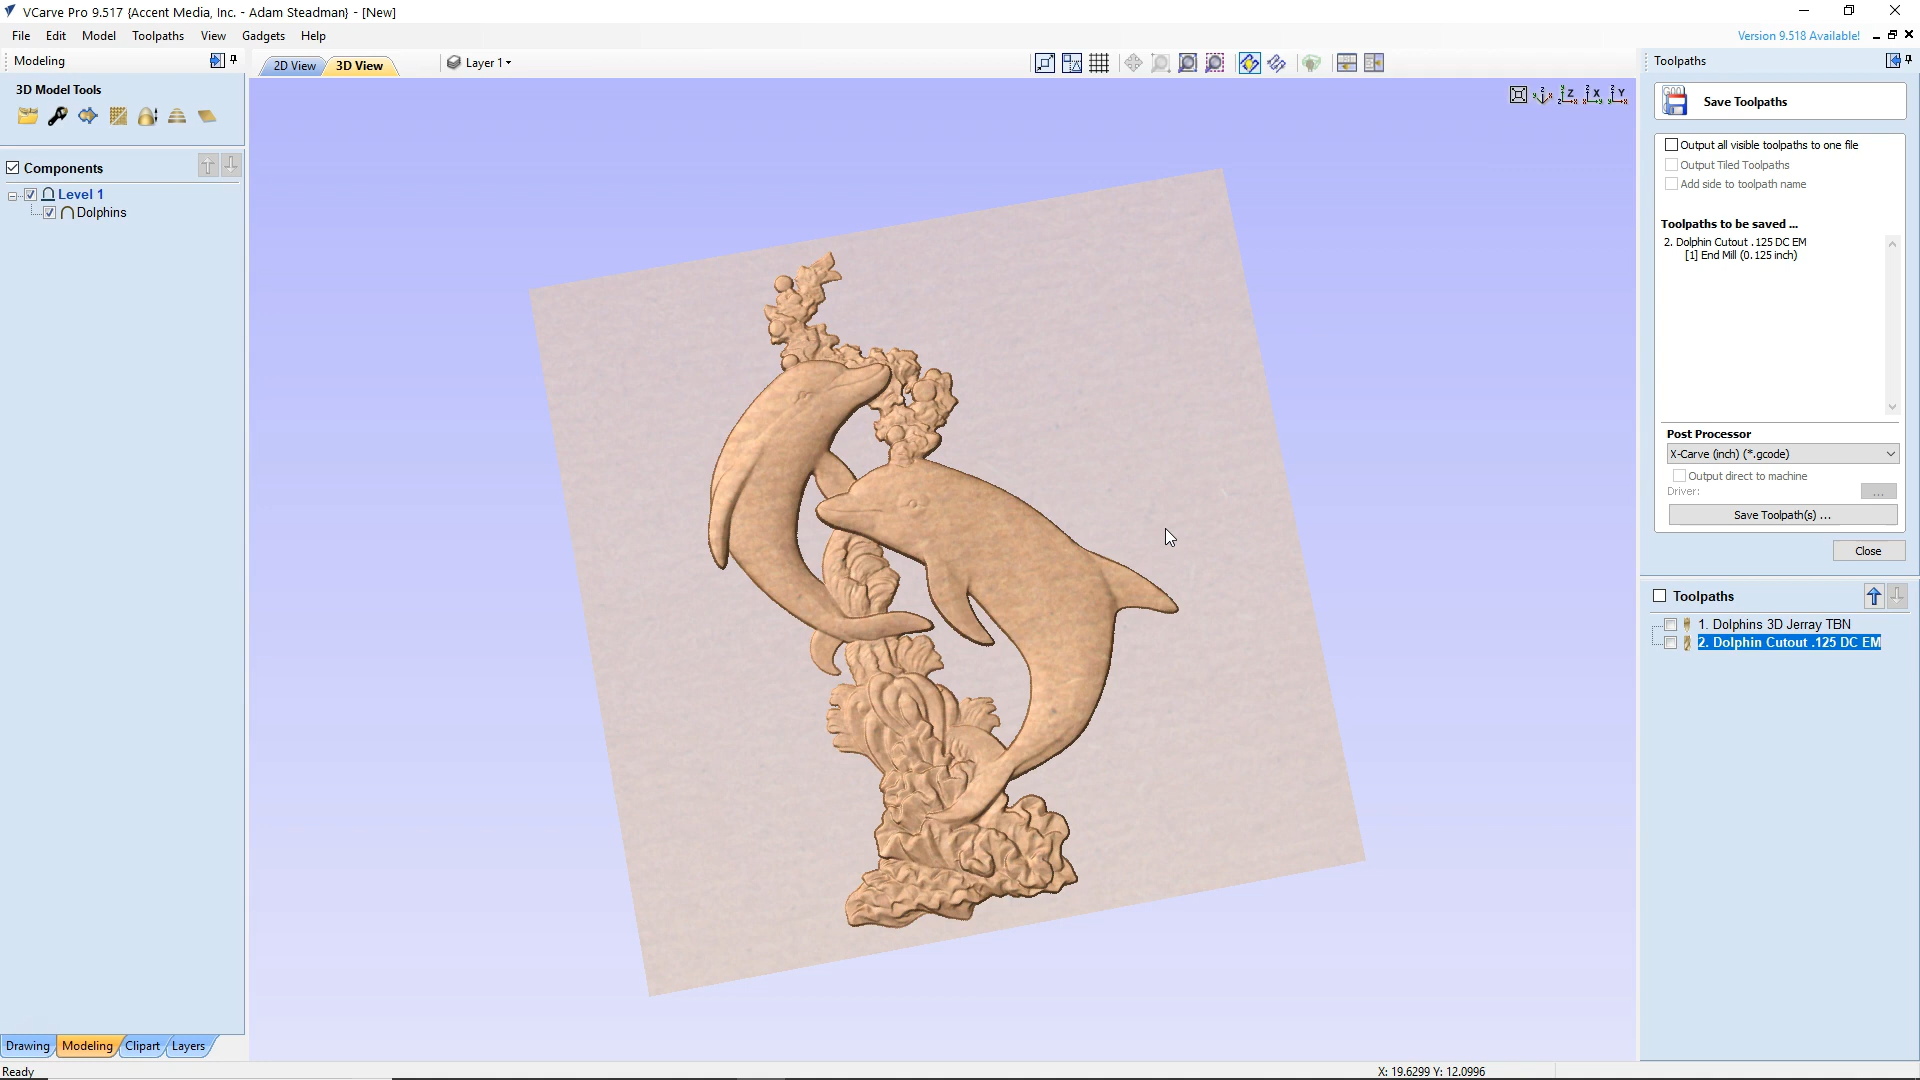 VCarve Pro 9.517 {Accent Media, Inc. - Adam Steadman} - [New]
File Edit Model Toolpaths View Gadgets Help
Version 9.518 Available!
Modeling
3D Model Tools
Components
Level 1
Dolphins
2D View 3D View Layer 1
Z X Y
Toolpaths
Save Toolpaths
Output all visible toolpaths to one file
Output Tiled Toolpaths
Add side to toolpath name
Toolpaths to be saved ...
2. Dolphin Cutout .125 DC EM
[1] End Mill (0.125 inch)
Post Processor
X-Carve (inch) (*.gcode)
Output direct to machine
Driver: ...
Save Toolpath(s) ...
Close
Toolpaths
1. Dolphins 3D Jerray TBN
2. Dolphin Cutout .125 DC EM
Drawing Modeling Clipart Layers
Ready X: 19.6299 Y: 12.0996